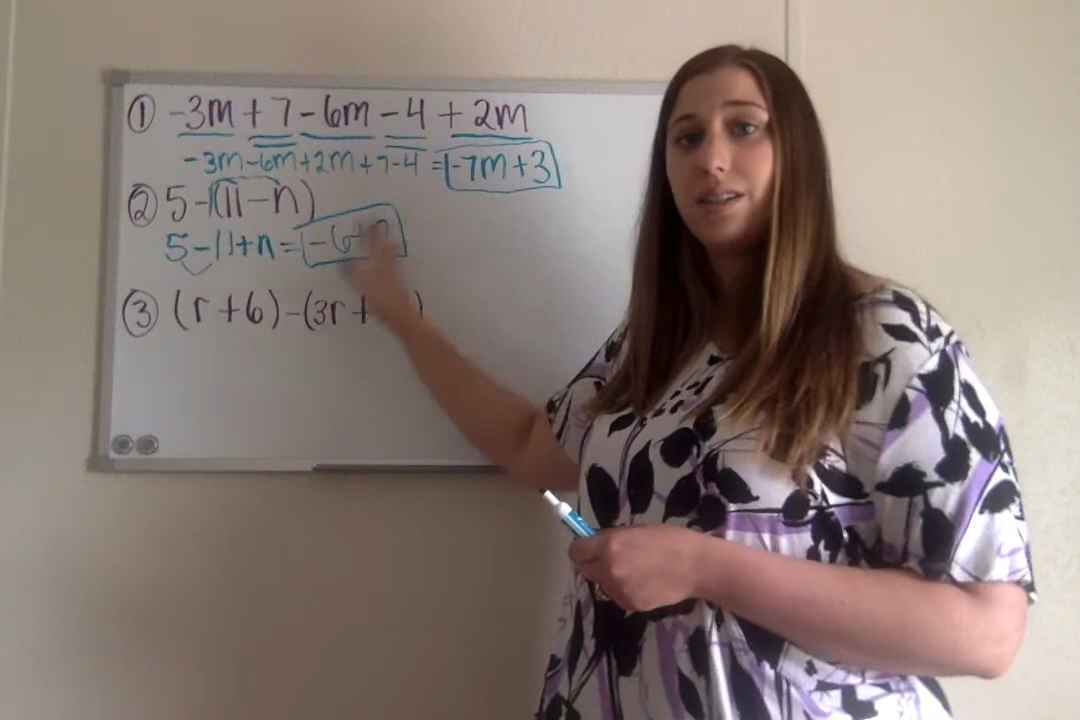 ① -3m + 7 - 6m - 4 + 2m
-3m-6m+2m+7-4 = -7m+3
② 5-1(11-n)
5-11+n = -6+
③ (r+6)-(3r+ )